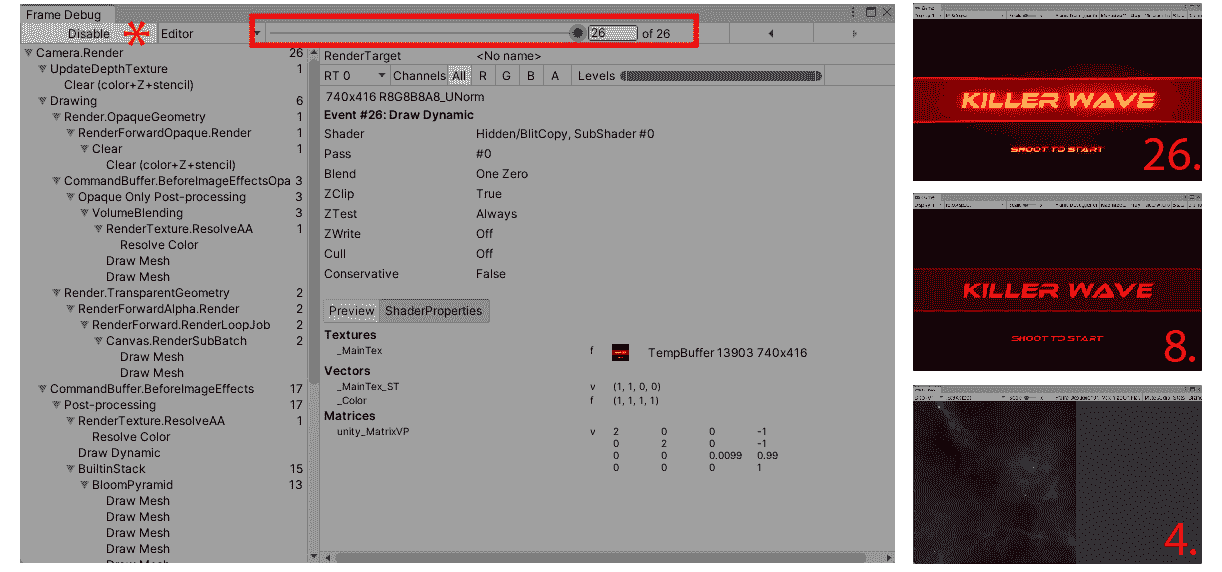 Frame Debug
Disable * Editor 26 of 26
Camera.Render 26
UpdateDepthTexture 1
Clear (color+Z+stencil)
Drawing 6
Render.OpaqueGeometry 1
RenderForwardOpaque.Render 1
Clear 1
Clear (color+Z+stencil)
CommandBuffer.BeforeImageEffectsOpa 3
Opaque Only Post-processing 3
VolumeBlending 3
RenderTexture.ResolveAA 1
Resolve Color
Draw Mesh
Draw Mesh
Render.TransparentGeometry 2
RenderForwardAlpha.Render 2
RenderForward.RenderLoopJob 2
Canvas.RenderSubBatch 2
Draw Mesh
Draw Mesh
CommandBuffer.BeforeImageEffects 17
Post-processing 17
RenderTexture.ResolveAA 1
Resolve Color
Draw Dynamic
BuiltinStack 15
BloomPyramid 13
Draw Mesh
Draw Mesh
Draw Mesh
Draw Mesh
RenderTarget <No name>
RT 0 Channels All R G B A Levels
740x416 R8G8B8A8_UNorm
Event #26: Draw Dynamic
Shader Hidden/BlitCopy, SubShader #0
Pass #0
Blend One Zero
ZClip True
ZTest Always
ZWrite Off
Cull Off
Conservative False
Preview ShaderProperties
Textures
_MainTex f TempBuffer 13903 740x416
Vectors
_MainTex_ST v (1, 1, 0, 0)
_Color f (1, 1, 1, 1)
Matrices
unity_MatrixVP v 2 0 0 -1
0 2 0 -1
0 0 0.0099 0.99
0 0 0 1
KILLER WAVE
SHOOT TO START
26.
KILLER WAVE
SHOOT TO START
8.
4.